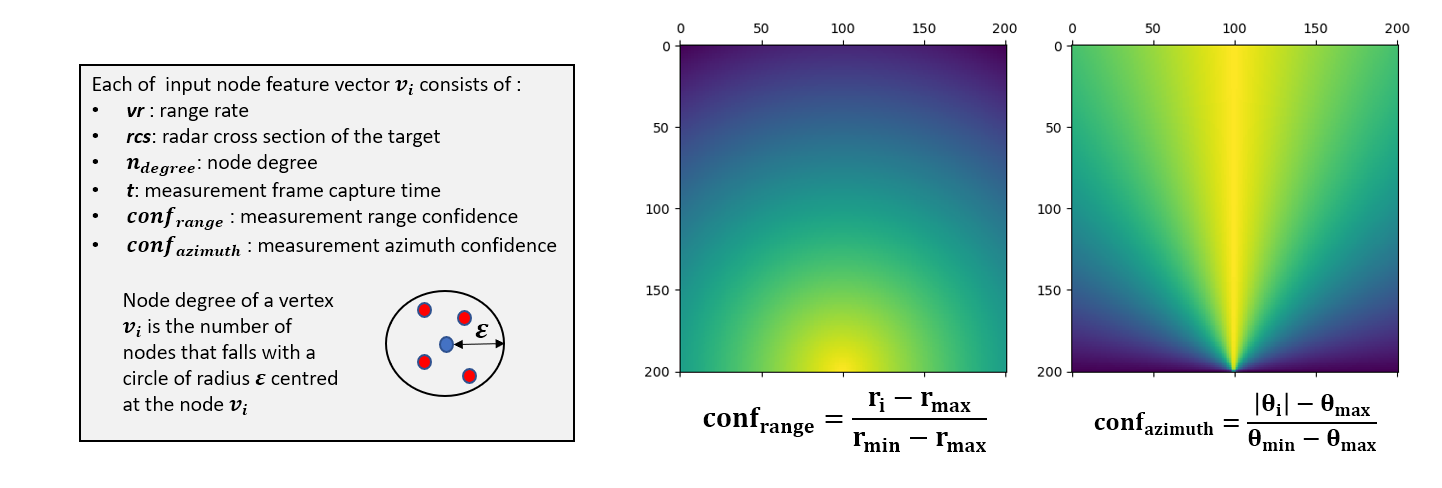 Each of input node feature vector v_i consists of :
• vr : range rate
• rcs: radar cross section of the target
• n_degree: node degree
• t: measurement frame capture time
• conf_range : measurement range confidence
• conf_azimuth : measurement azimuth confidence
Node degree of a vertex
v_i is the number of
nodes that falls with a
circle of radius ε centred
at the node v_i
ε
0 50 100 150 200
0
50
100
150
200
conf_range = (r_i − r_max) / (r_min − r_max)
0 50 100 150 200
0
50
100
150
200
conf_azimuth = (|θ_i| − θ_max) / (θ_min − θ_max)